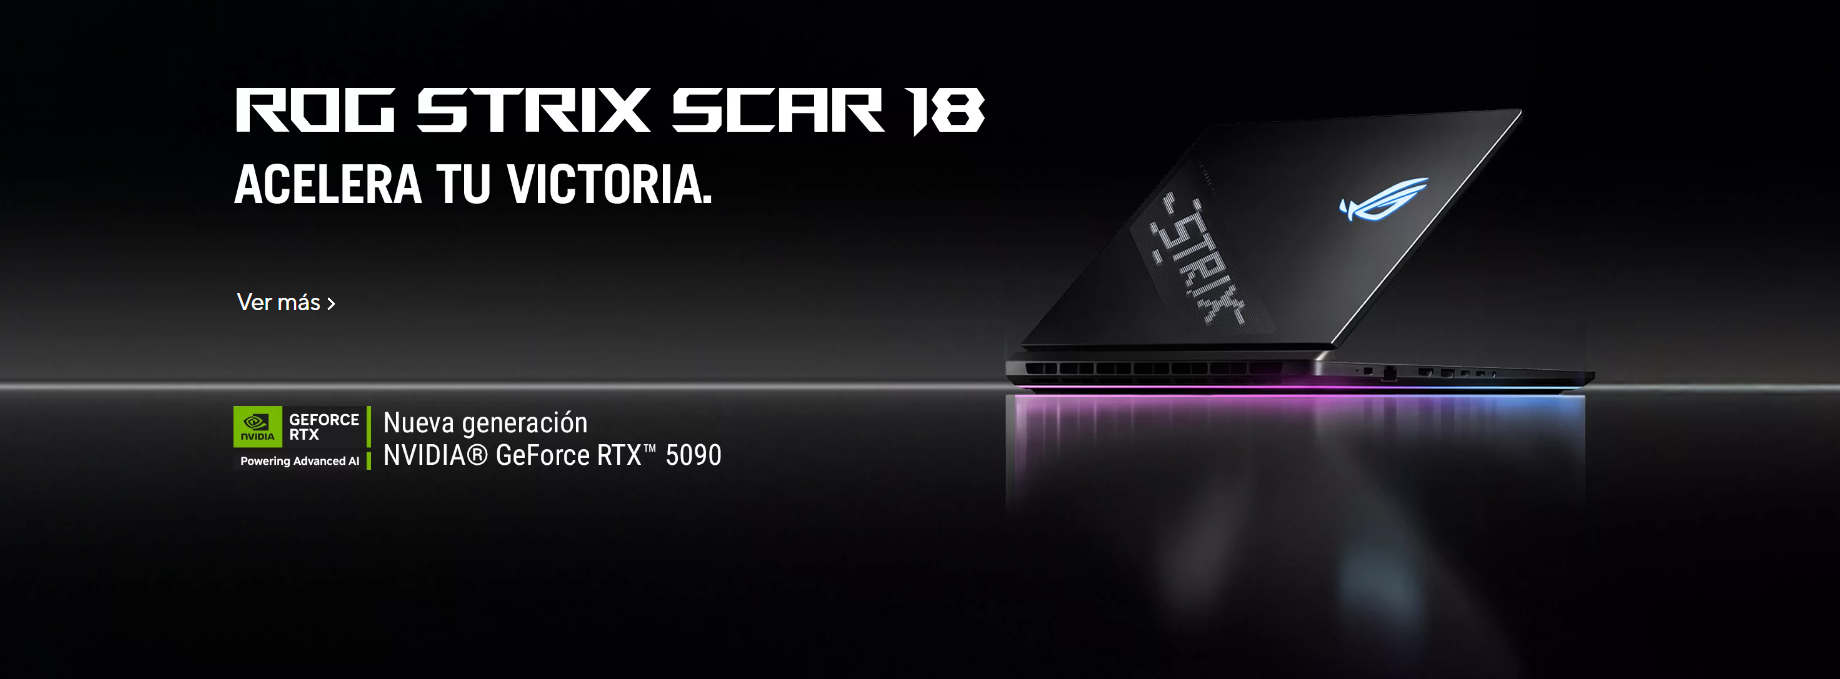 ROG STRIX SCAR 18
ACELERA TU VICTORIA.
Ver más >
NVIDIA
GEFORCE
RTX
Powering Advanced AI
Nueva generación
NVIDIA® GeForce RTX™ 5090
STRIX